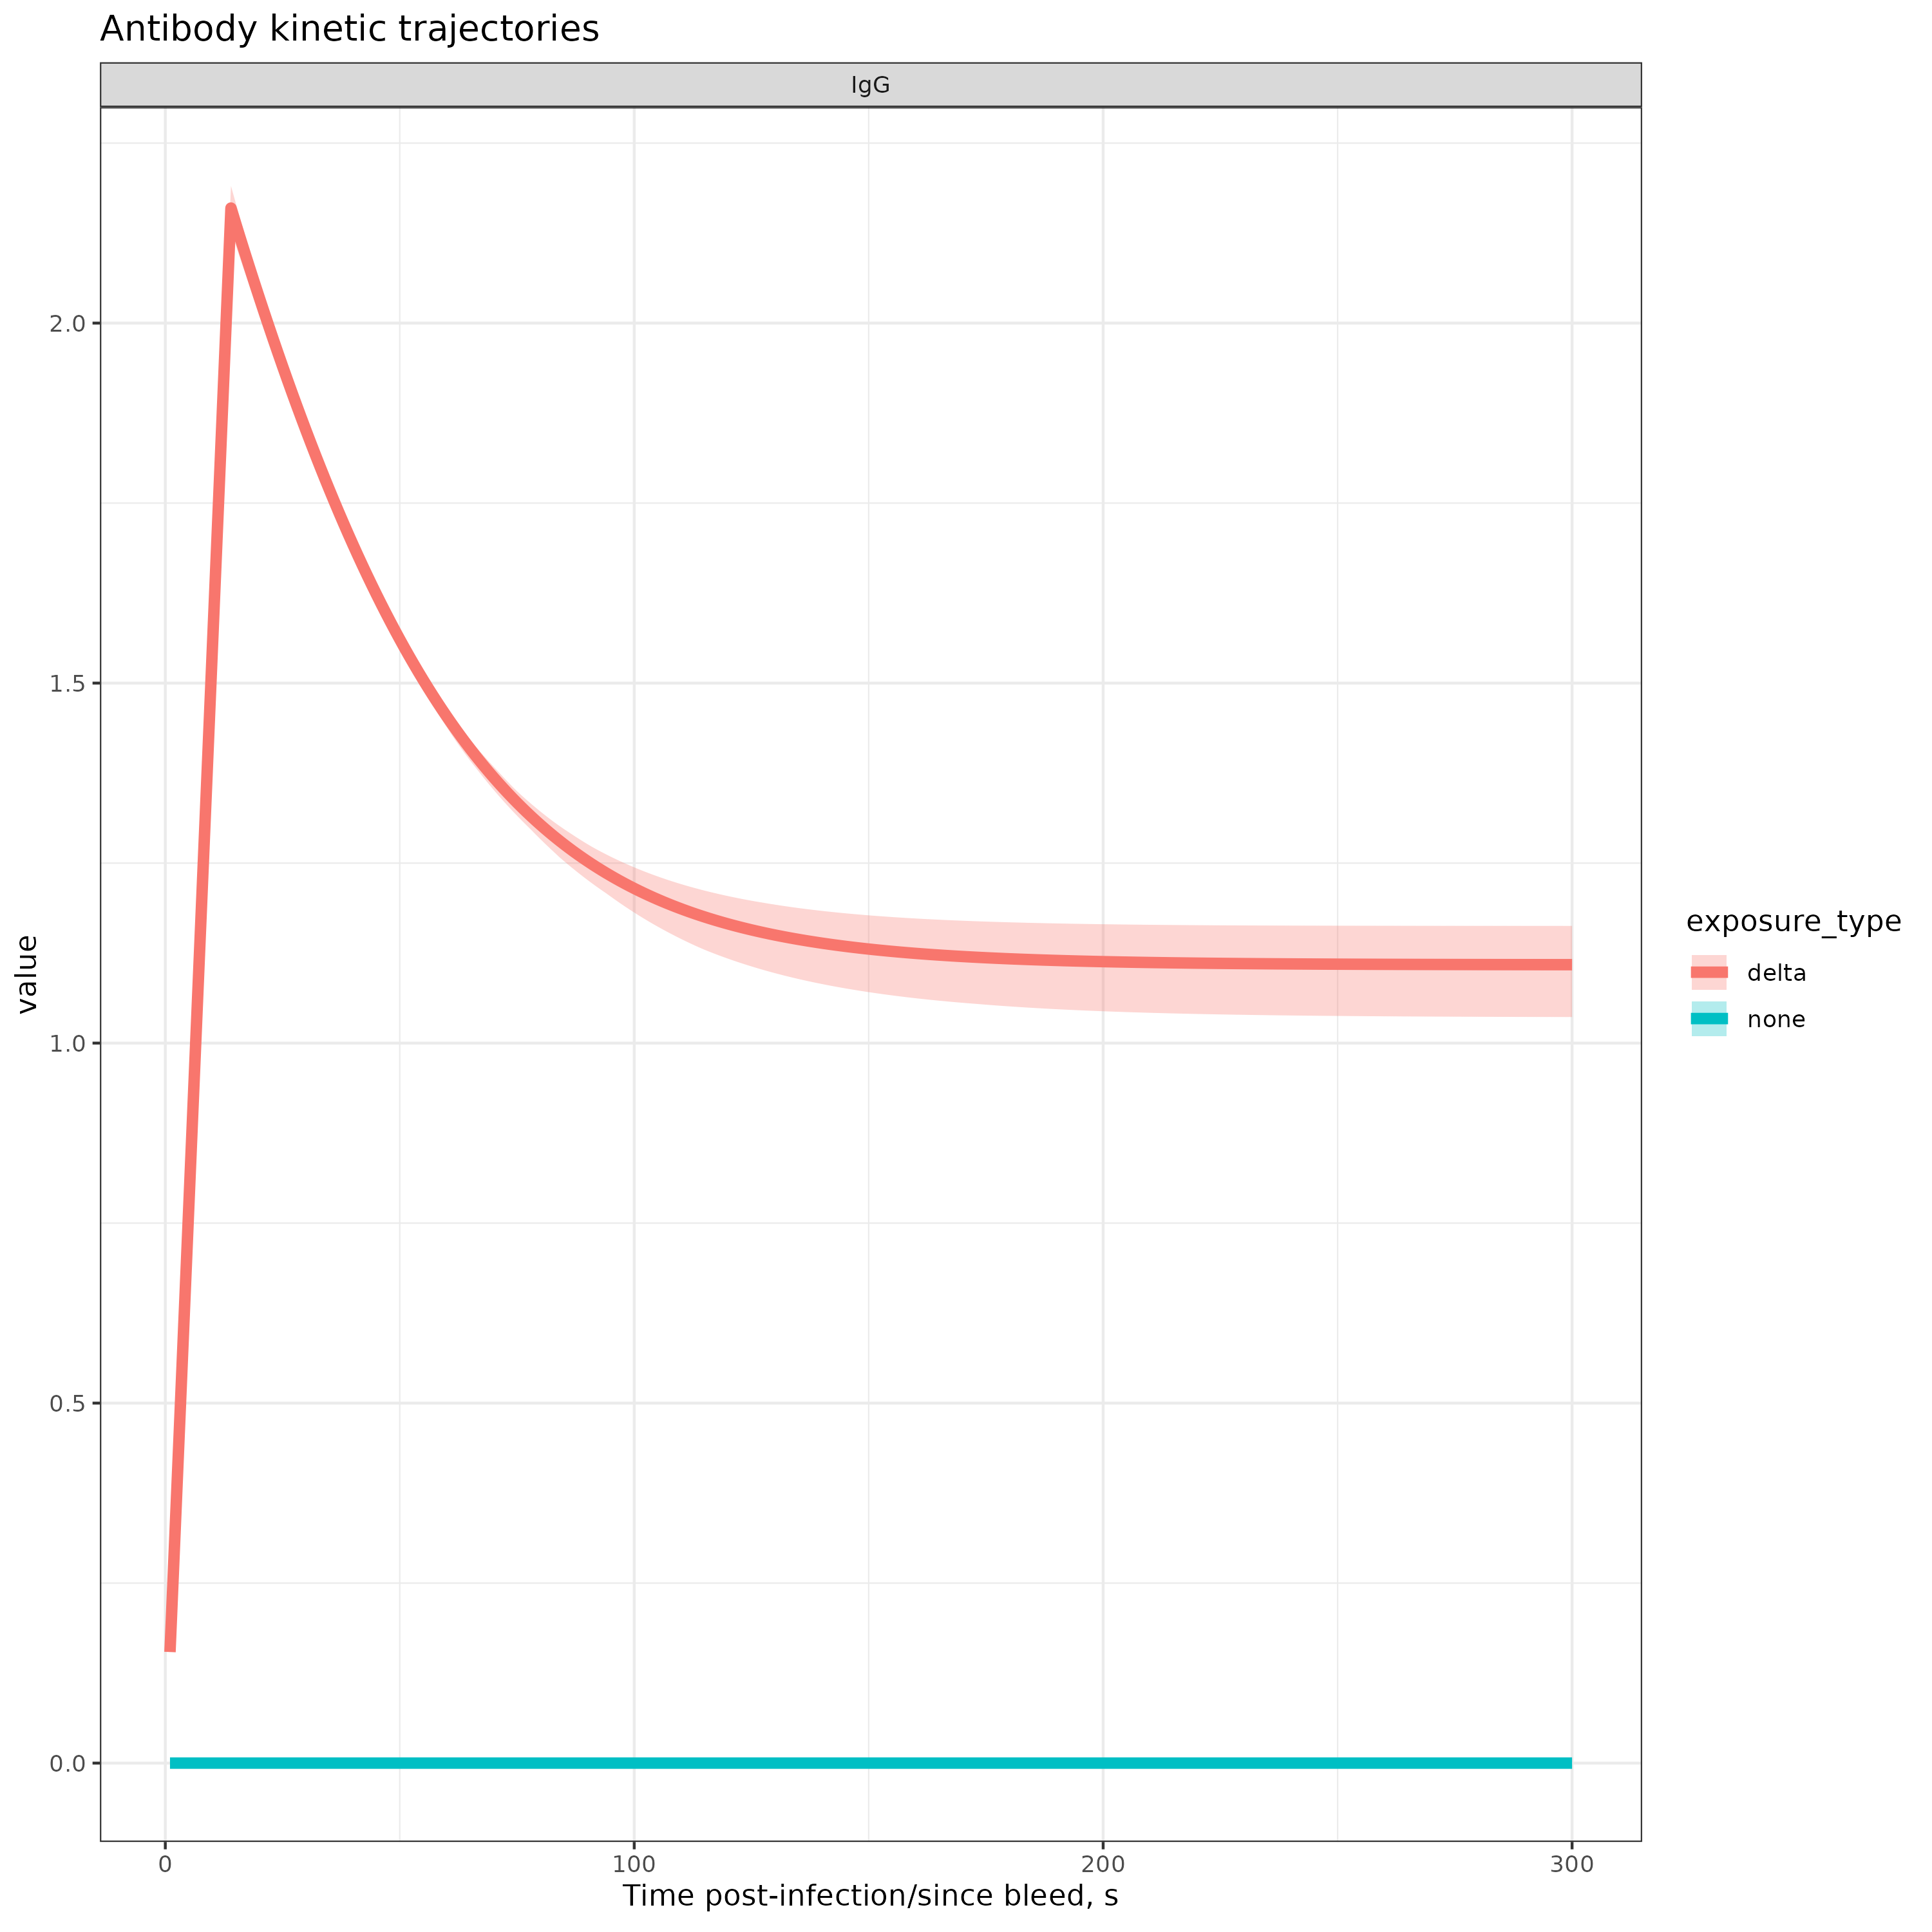 Antibody kinetic trajectories
IgG
2.0
1.5
1.0
0.5
0.0
value
0 100 200 300
Time post-infection/since bleed, s
exposure_type
delta
none